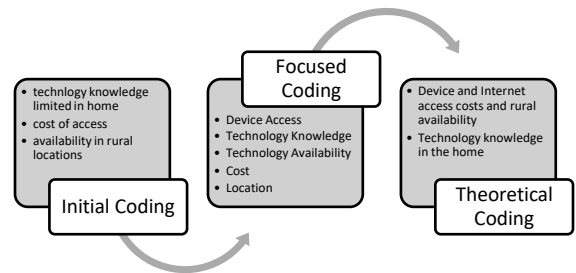 • technlogy knowledge
limited in home
• cost of access
• availability in rural
locations
Initial Coding
Focused
Coding
• Device Access
• Technology Knowledge
• Technology Availability
• Cost
• Location
• Device and Internet
access costs and rural
availability
• Technology knowledge
in the home
Theoretical
Coding